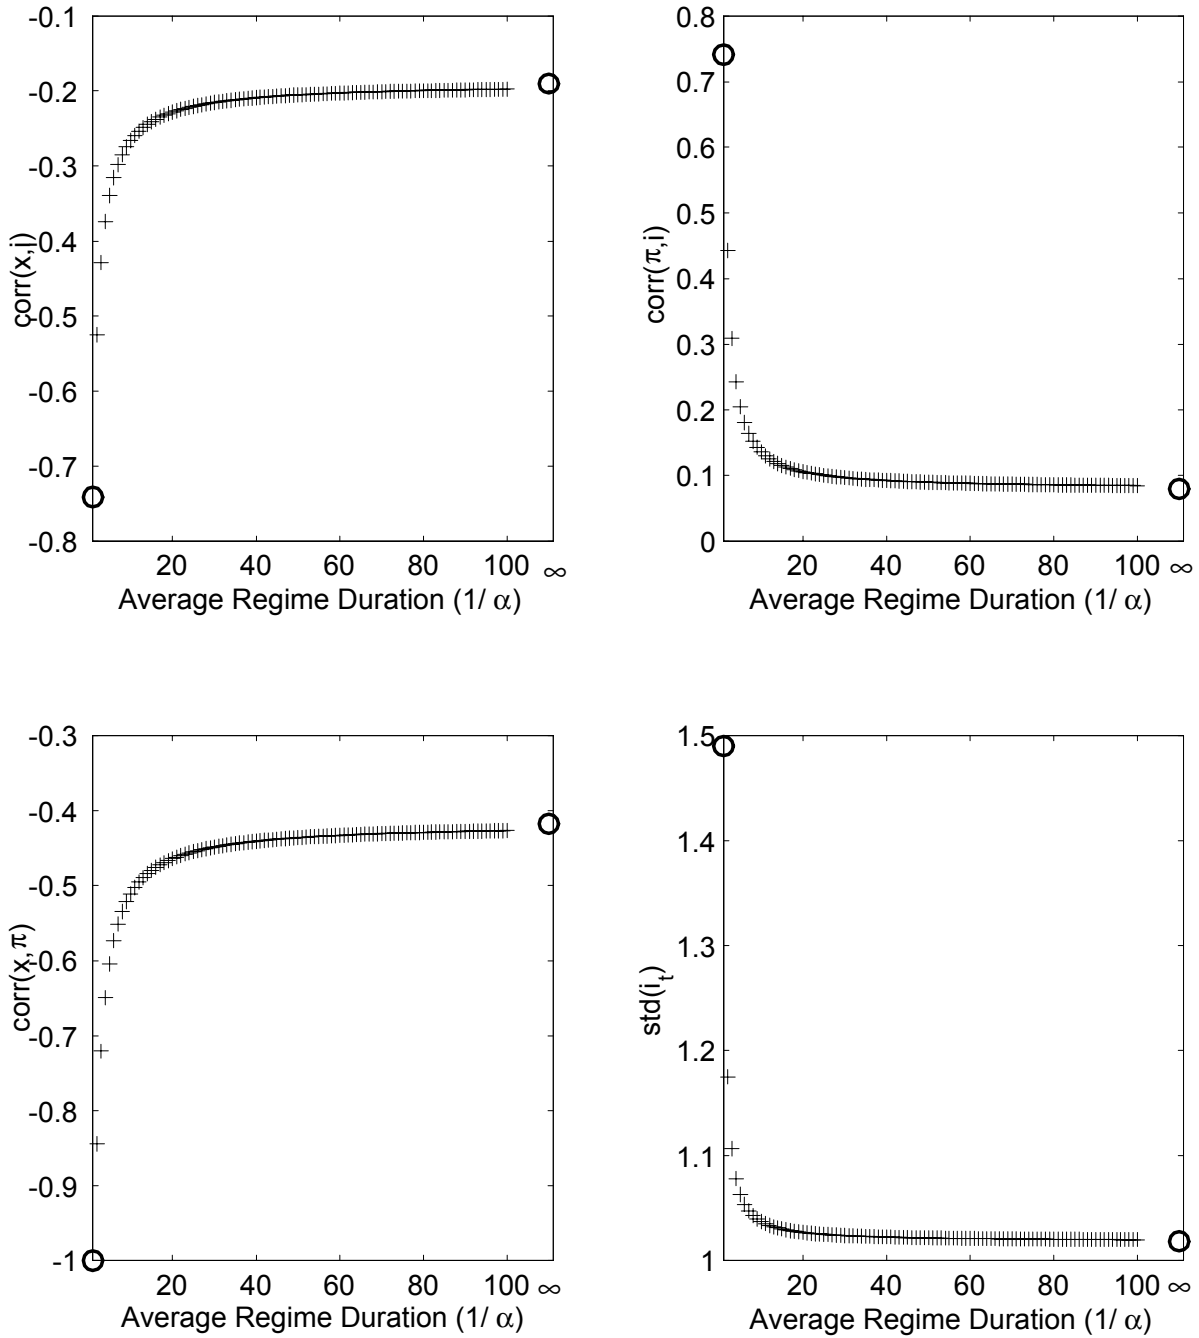 -0.1
-0.2
-0.3
-0.4
-0.5
-0.6
-0.7
-0.8
corr(x,i)
20 40 60 80 100 ∞
Average Regime Duration (1/ α)
0.8
0.7
0.6
0.5
0.4
0.3
0.2
0.1
0
corr(π,i)
20 40 60 80 100 ∞
Average Regime Duration (1/ α)
-0.3
-0.4
-0.5
-0.6
-0.7
-0.8
-0.9
-1
corr(x,π)
20 40 60 80 100 ∞
Average Regime Duration (1/ α)
1.5
1.4
1.3
1.2
1.1
1
std(i_t)
20 40 60 80 100 ∞
Average Regime Duration (1/ α)